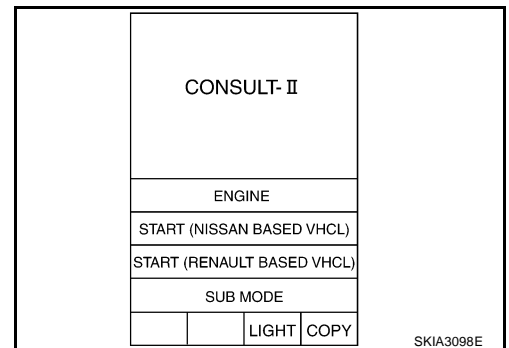 CONSULT-II
ENGINE
START (NISSAN BASED VHCL)
START (RENAULT BASED VHCL)
SUB MODE
LIGHT COPY
SKIA3098E